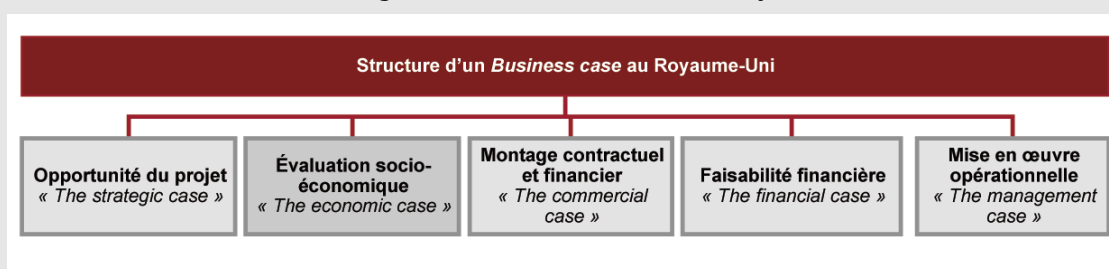 Structure d'un Business case au Royaume-Uni
Opportunité du projet
« The strategic case »
Évaluation socio-
économique
« The economic case »
Montage contractuel
et financier
« The commercial
case »
Faisabilité financière
« The financial case »
Mise en œuvre
opérationnelle
« The management
case »